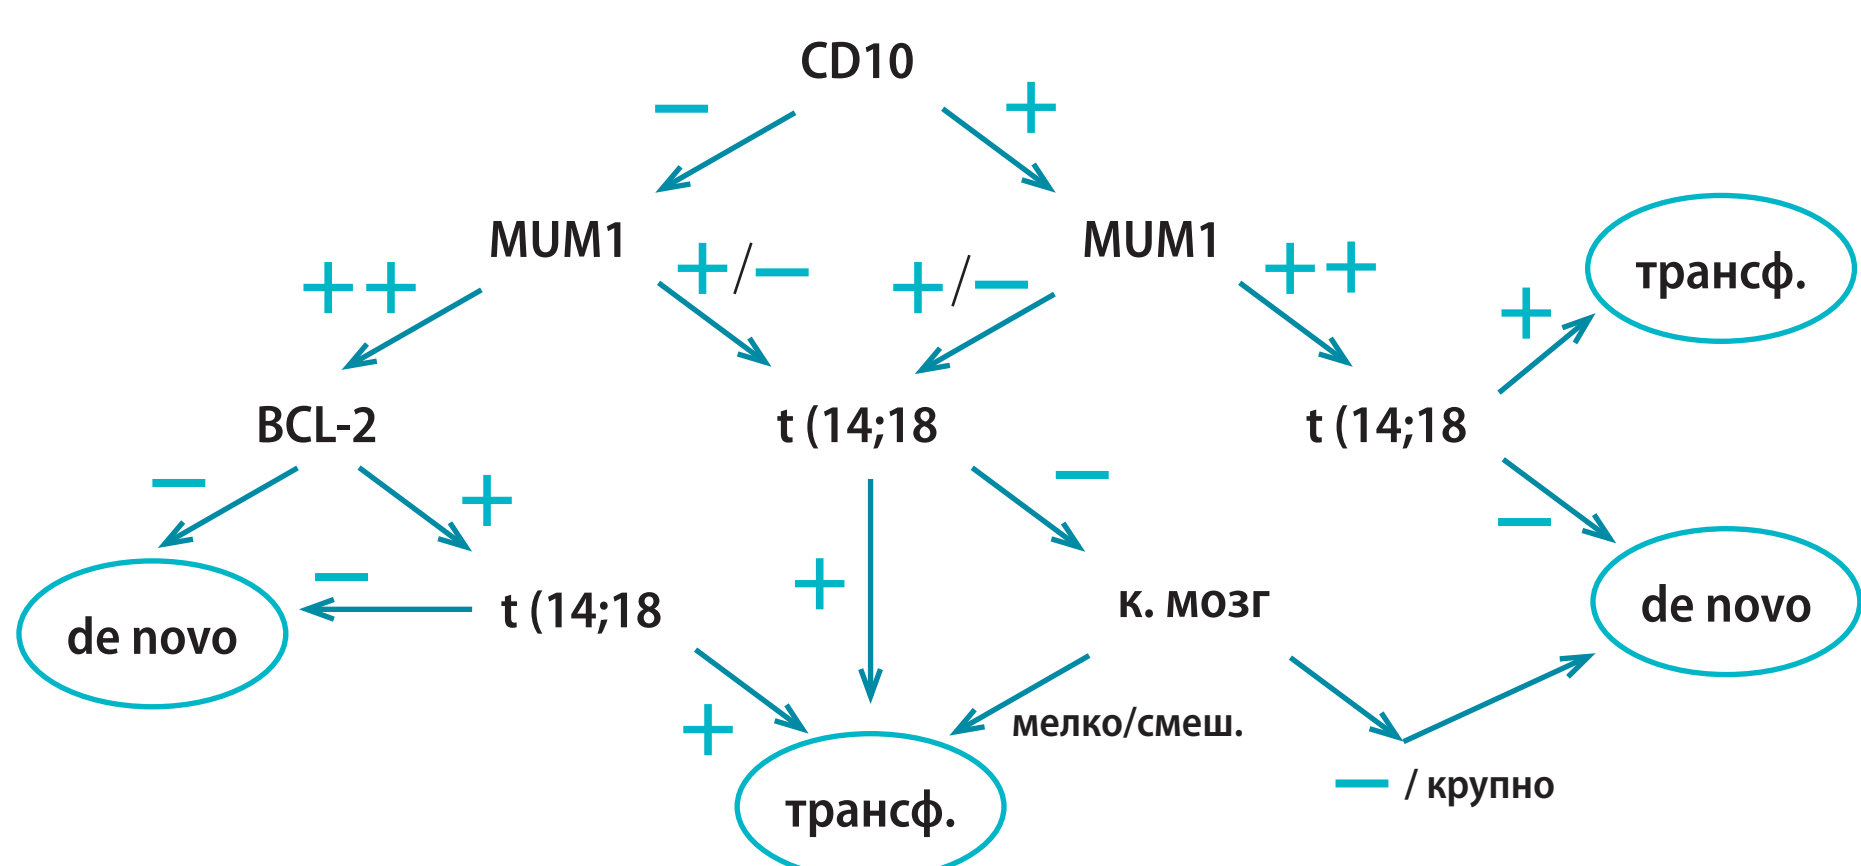 CD10
− +
MUM1 MUM1
++ +/− +/− ++
трансф.
+
BCL-2 t (14;18 t (14;18
− + − −
de novo − t (14;18 + к. мозг de novo
+ мелко/смеш.
− / крупно
трансф.